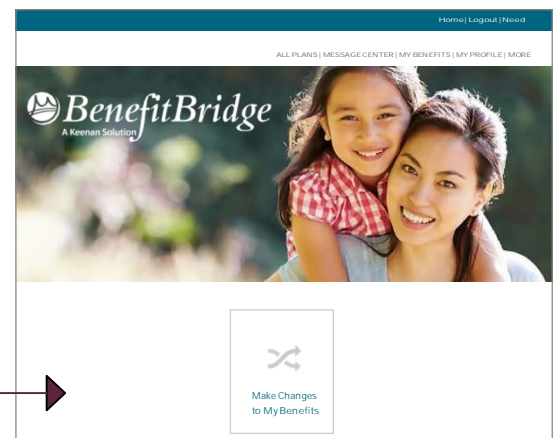 Home| Logout | Need
ALL PLANS | MESSAGE CENTER | MY BENEFITS | MY PROFILE | MORE
BenefitBridge
A Keenan Solution
Make Changes
to My Benefits